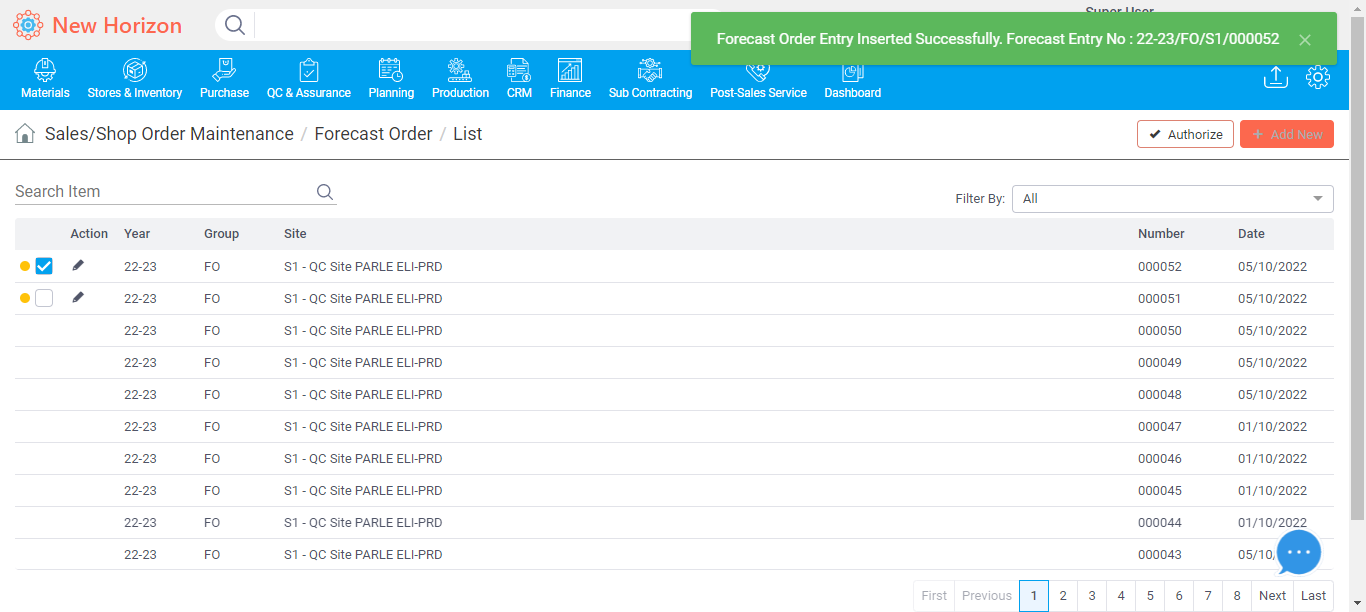 Super User
New Horizon
Forecast Order Entry Inserted Successfully. Forecast Entry No : 22-23/FO/S1/000052
Materials Stores & Inventory Purchase QC & Assurance Planning Production CRM Finance Sub Contracting Post-Sales Service Dashboard
Sales/Shop Order Maintenance / Forecast Order / List
Authorize + Add New
Search Item
Filter By: All
Action Year Group Site Number Date
22-23 FO S1 - QC Site PARLE ELI-PRD 000052 05/10/2022
22-23 FO S1 - QC Site PARLE ELI-PRD 000051 05/10/2022
22-23 FO S1 - QC Site PARLE ELI-PRD 000050 05/10/2022
22-23 FO S1 - QC Site PARLE ELI-PRD 000049 05/10/2022
22-23 FO S1 - QC Site PARLE ELI-PRD 000048 05/10/2022
22-23 FO S1 - QC Site PARLE ELI-PRD 000047 01/10/2022
22-23 FO S1 - QC Site PARLE ELI-PRD 000046 01/10/2022
22-23 FO S1 - QC Site PARLE ELI-PRD 000045 01/10/2022
22-23 FO S1 - QC Site PARLE ELI-PRD 000044 01/10/2022
22-23 FO S1 - QC Site PARLE ELI-PRD 000043 05/10/
First Previous 1 2 3 4 5 6 7 8 Next Last